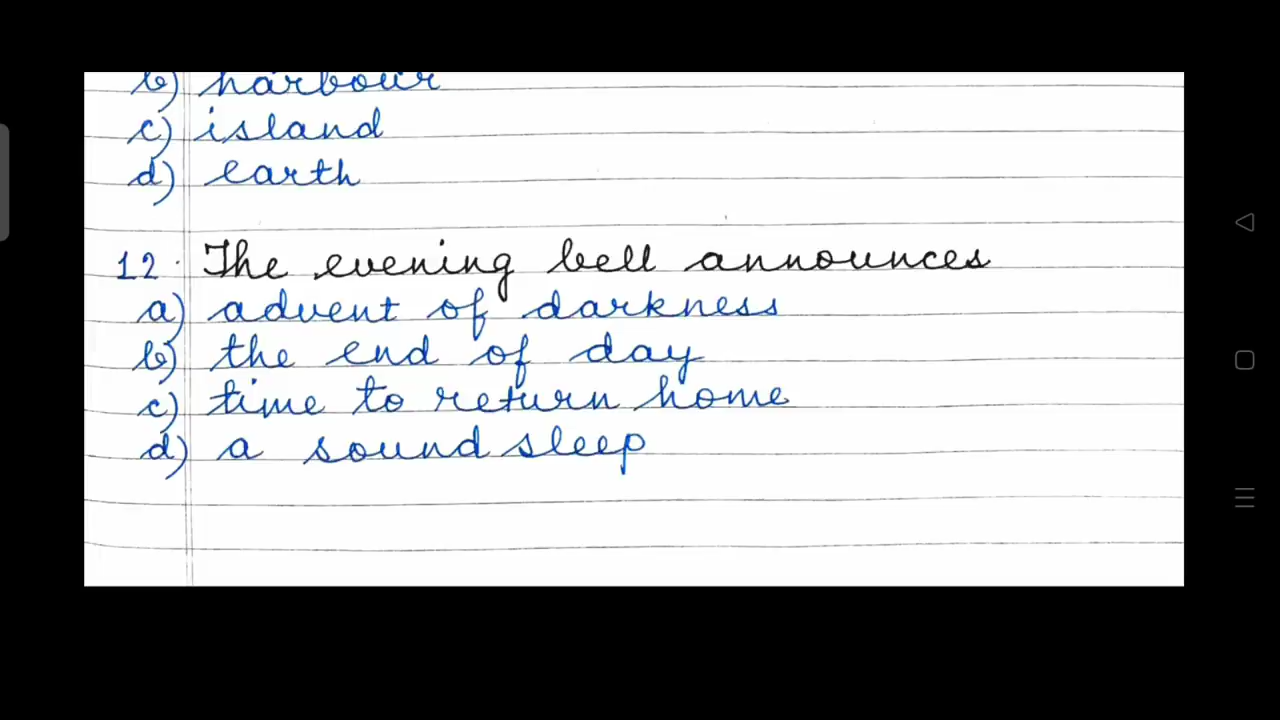 b) harbour
c) island
d) earth
12. The evening bell announces
a) advent of darkness
b) the end of day
c) time to return home
d) a sound sleep